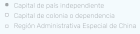 Capital de país independiente
Capital de colonia o dependencia
Región Administrativa Especial de China